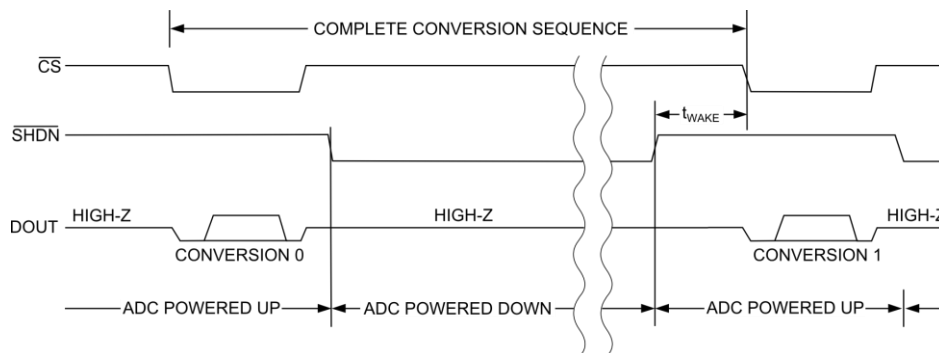 COMPLETE CONVERSION SEQUENCE
CS
tWAKE
SHDN
HIGH-Z
HIGH-Z
HIGH-Z
DOUT
CONVERSION 0
CONVERSION 1
ADC POWERED UP
ADC POWERED DOWN
ADC POWERED UP